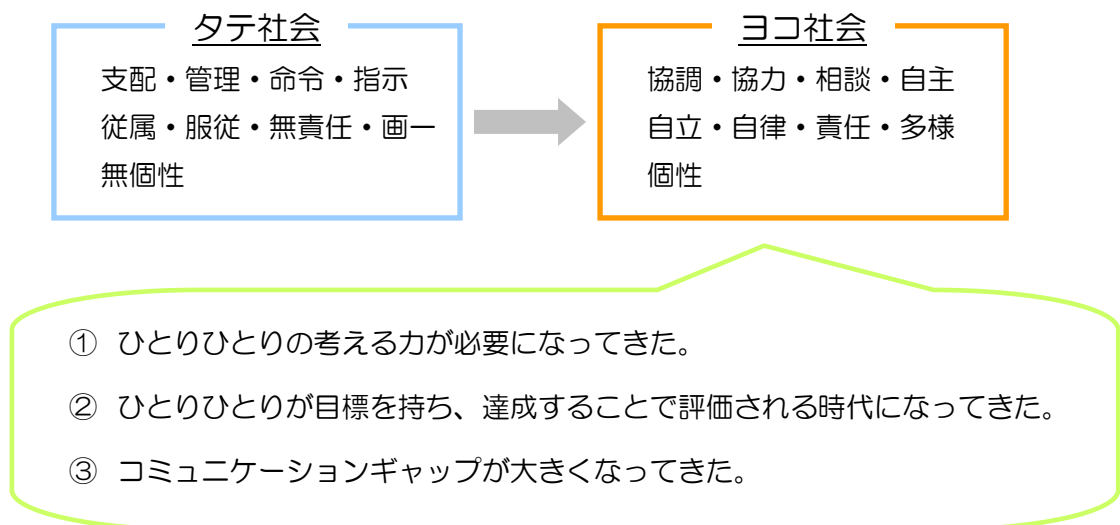 タテ社会
支配・管理・命令・指示
従属・服従・無責任・画一
無個性
ヨコ社会
協調・協力・相談・自主
自立・自律・責任・多様
個性
① ひとりひとりの考える力が必要になってきた。
② ひとりひとりが目標を持ち、達成することで評価される時代になってきた。
③ コミュニケーションギャップが大きくなってきた。